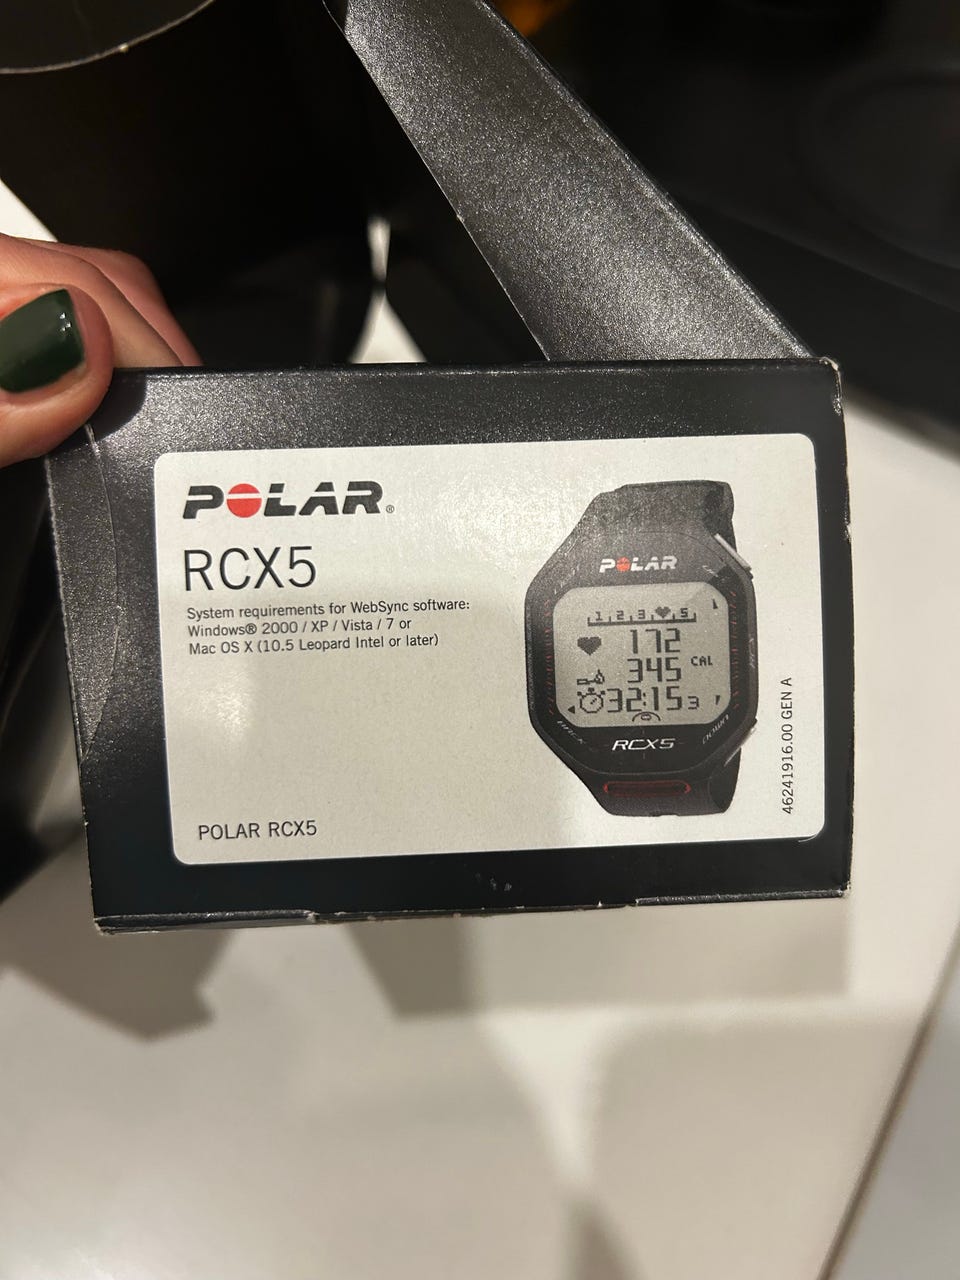 POLAR®
RCX5
System requirements for WebSync software:
Windows® 2000 / XP / Vista / 7 or
Mac OS X (10.5 Leopard Intel or later)
POLAR RCX5
POLAR
1 2 3 5
172
345 CAL
32:15 3
BACK
DOWN
RCX5
46241916.00 GEN A